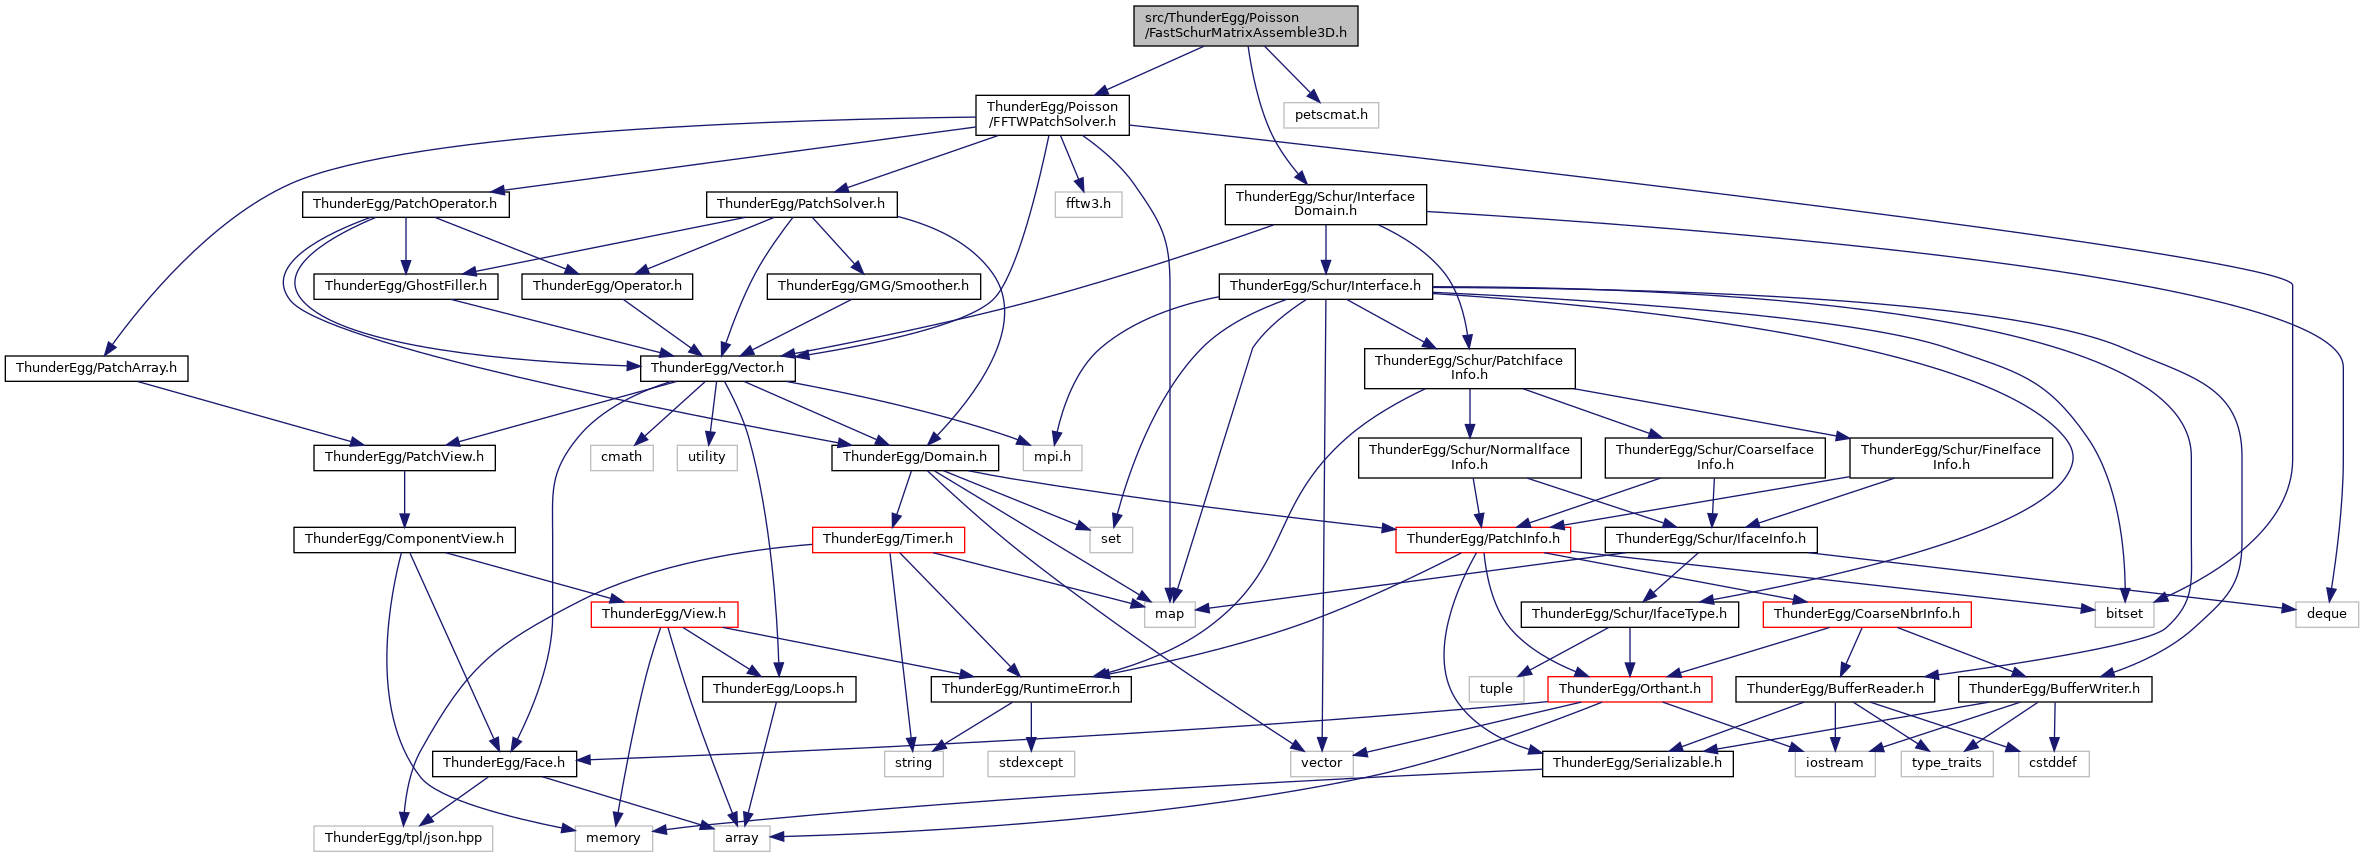 src/ThunderEgg/Poisson
/FastSchurMatrixAssemble3D.h
ThunderEgg/Poisson
/FFTWPatchSolver.h
petscmat.h
ThunderEgg/PatchOperator.h
ThunderEgg/PatchSolver.h
fftw3.h
ThunderEgg/Schur/Interface
Domain.h
ThunderEgg/GhostFiller.h
ThunderEgg/Operator.h
ThunderEgg/GMG/Smoother.h
ThunderEgg/Schur/Interface.h
ThunderEgg/PatchArray.h
ThunderEgg/Vector.h
ThunderEgg/Schur/PatchIface
Info.h
ThunderEgg/PatchView.h
cmath
utility
ThunderEgg/Domain.h
mpi.h
ThunderEgg/Schur/NormalIface
Info.h
ThunderEgg/Schur/CoarseIface
Info.h
ThunderEgg/Schur/FineIface
Info.h
ThunderEgg/ComponentView.h
ThunderEgg/Timer.h
set
ThunderEgg/PatchInfo.h
ThunderEgg/Schur/IfaceInfo.h
ThunderEgg/View.h
map
ThunderEgg/Schur/IfaceType.h
ThunderEgg/CoarseNbrInfo.h
bitset
deque
ThunderEgg/Loops.h
ThunderEgg/RuntimeError.h
tuple
ThunderEgg/Orthant.h
ThunderEgg/BufferReader.h
ThunderEgg/BufferWriter.h
ThunderEgg/Face.h
string
stdexcept
vector
ThunderEgg/Serializable.h
iostream
type_traits
cstddef
ThunderEgg/tpl/json.hpp
memory
array